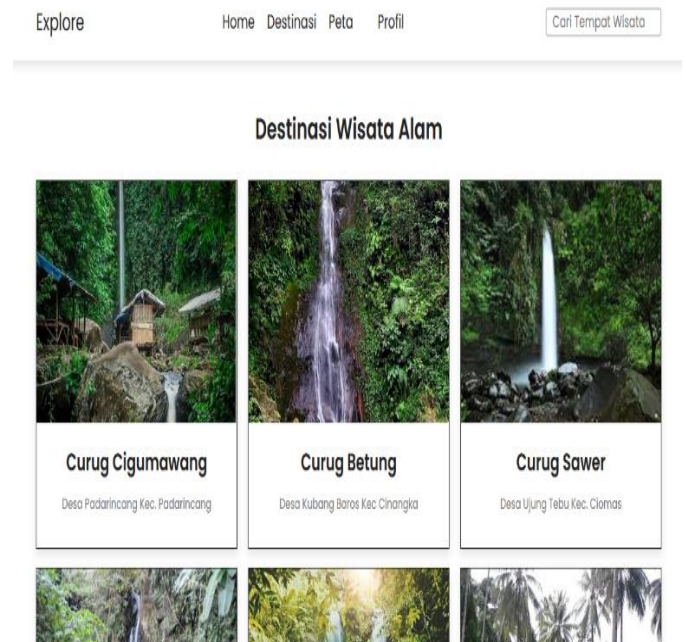 Explore
Home Destinasi Peta Profil
Cari Tempat Wisata
Destinasi Wisata Alam
Curug Cigumawang
Desa Padarincang Kec. Padarincang
Curug Betung
Desa Kubang Baros Kec Cinangka
Curug Sawer
Desa Ujung Tebu Kec. Ciomas